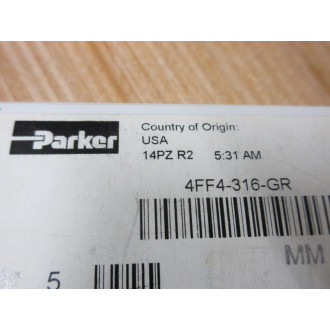 Parker
Country of Origin:
USA
14PZ R2 5:31 AM
4FF4-316-GR
MM
5